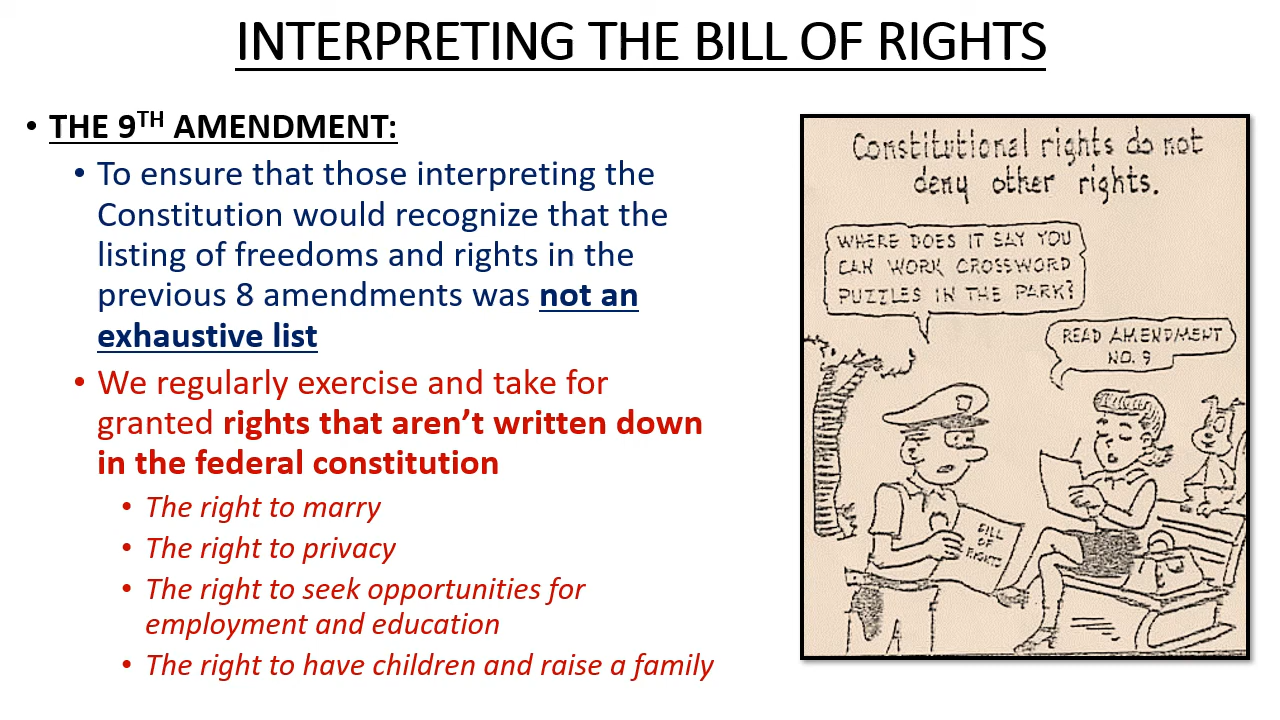 INTERPRETING THE BILL OF RIGHTS
• THE 9TH AMENDMENT:
• To ensure that those interpreting the
Constitution would recognize that the
listing of freedoms and rights in the
previous 8 amendments was not an
exhaustive list
• We regularly exercise and take for
granted rights that aren’t written down
in the federal constitution
• The right to marry
• The right to privacy
• The right to seek opportunities for
employment and education
• The right to have children and raise a family
Constitutional rights do not
deny other rights.
WHERE DOES IT SAY YOU
CAN WORK CROSSWORD
PUZZLES IN THE PARK?
READ AMENDMENT
NO. 9
BILL
OF
RIGHTS